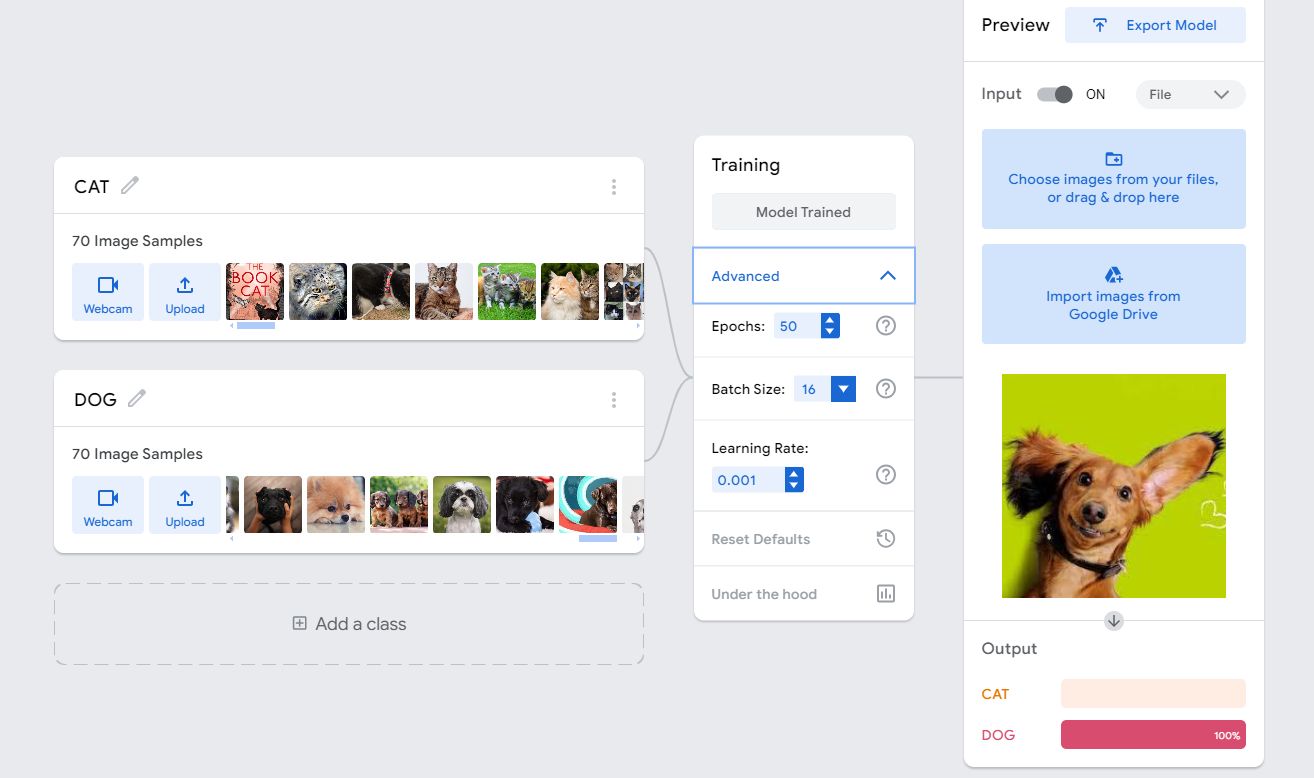 CAT
70 Image Samples
Webcam
Upload
THE
BOOK
CAT
DOG
70 Image Samples
Webcam
Upload
Add a class
Training
Model Trained
Advanced
Epochs: 50
Batch Size: 16
Learning Rate:
0.001
Reset Defaults
Under the hood
Preview
Export Model
Input ON File
Choose images from your files,
or drag & drop here
Import images from
Google Drive
Output
CAT
DOG 100%